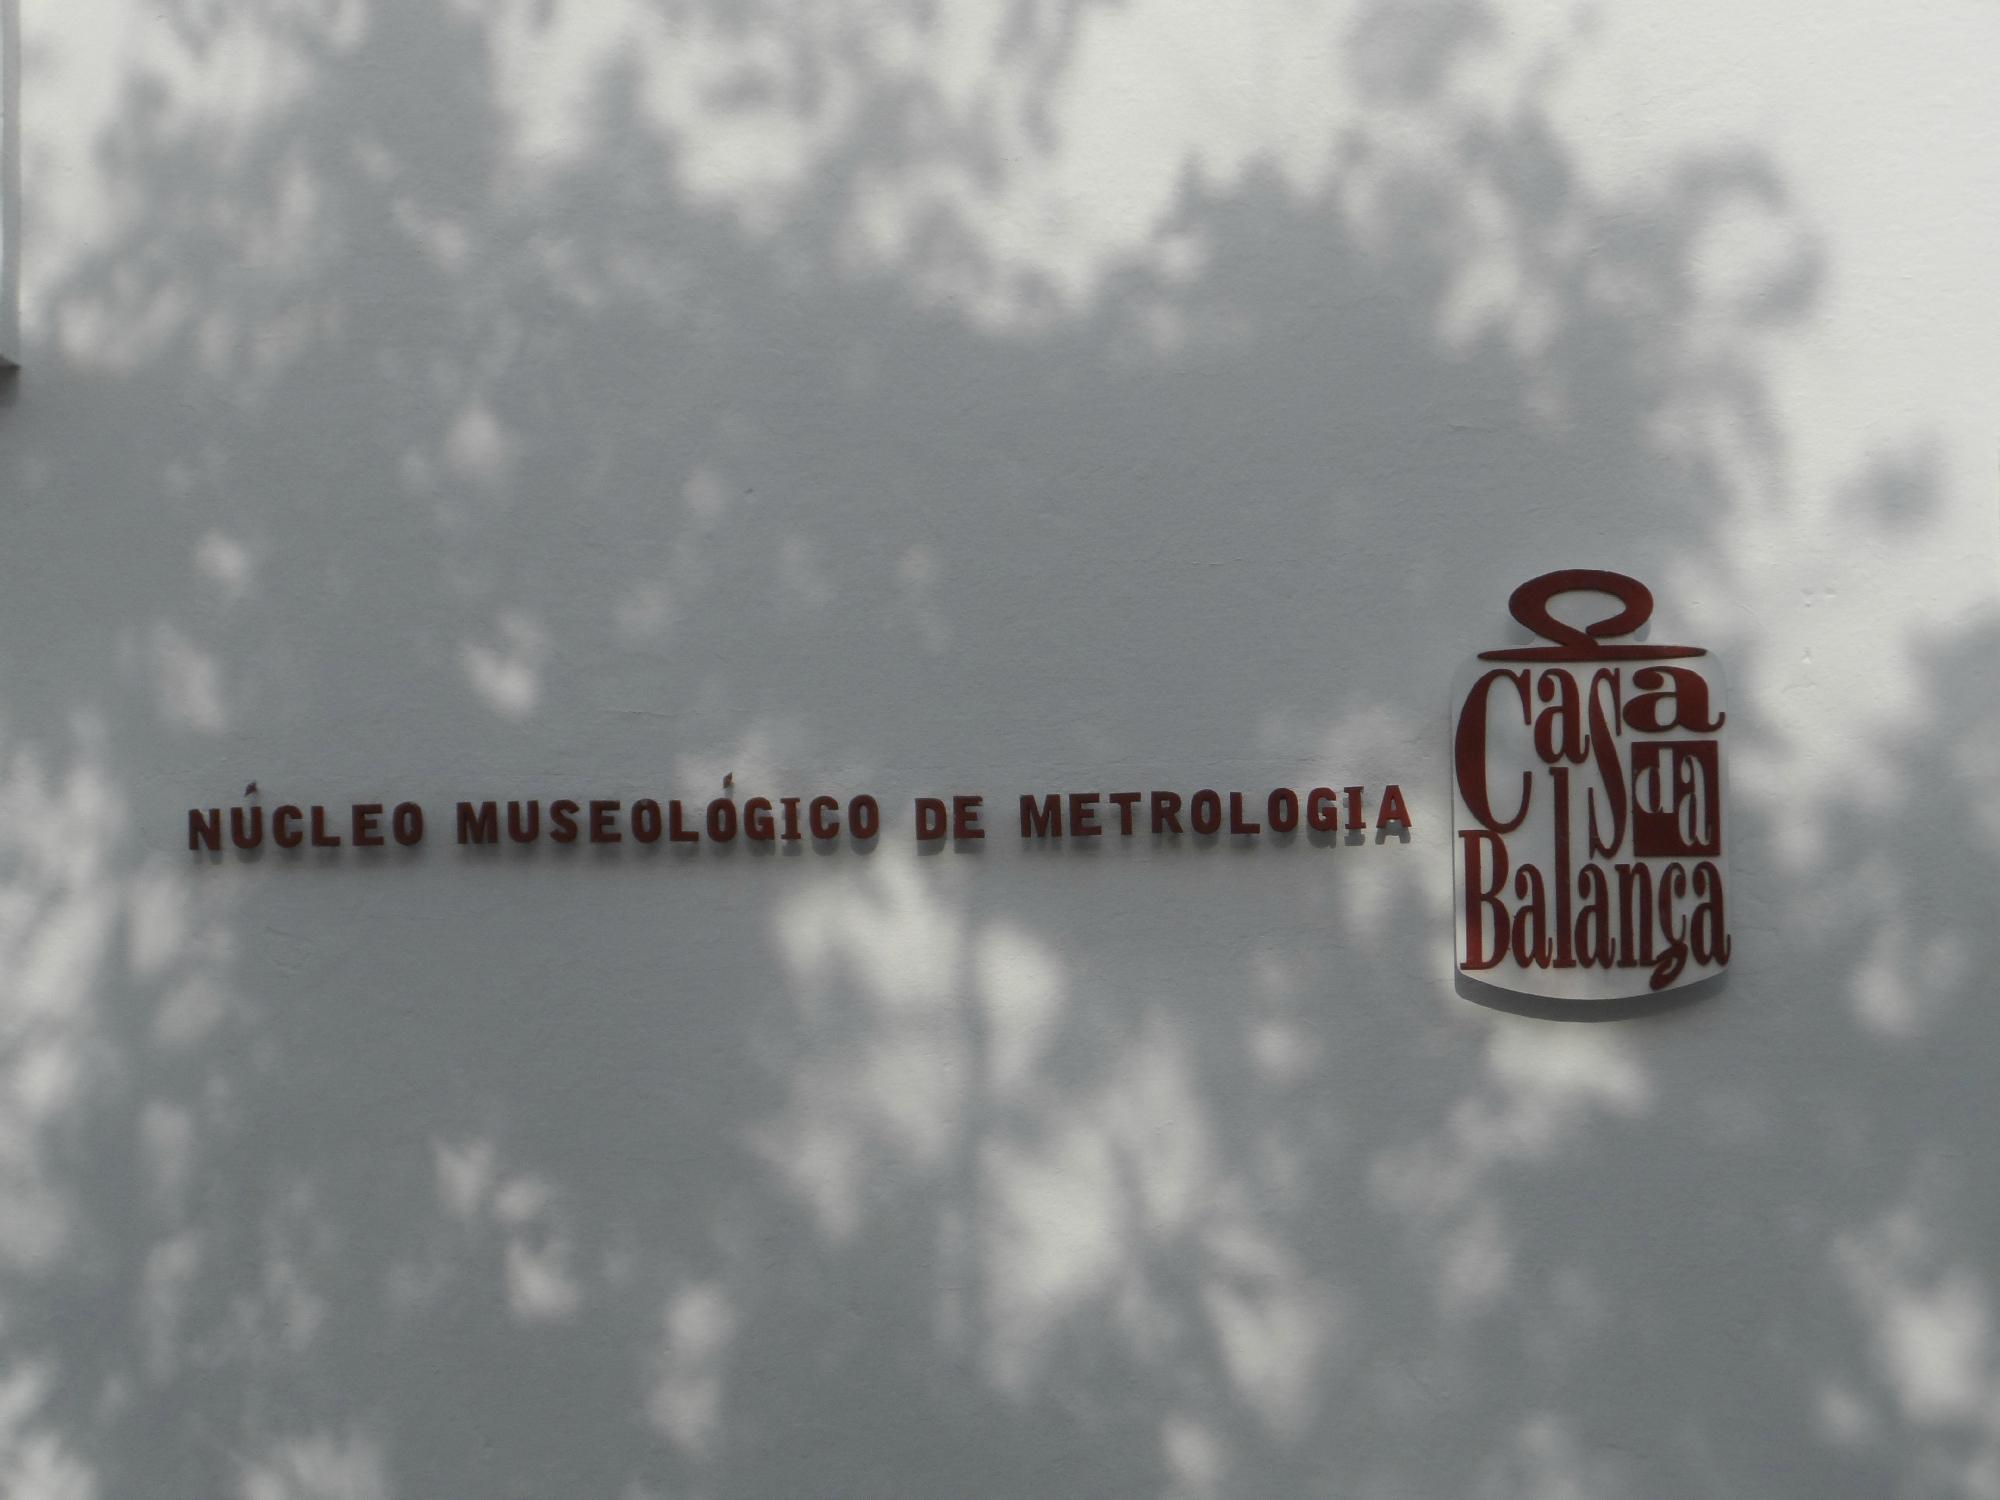 NÚCLEO MUSEOLÓGICO DE METROLOGIA
Casa
da
Balança